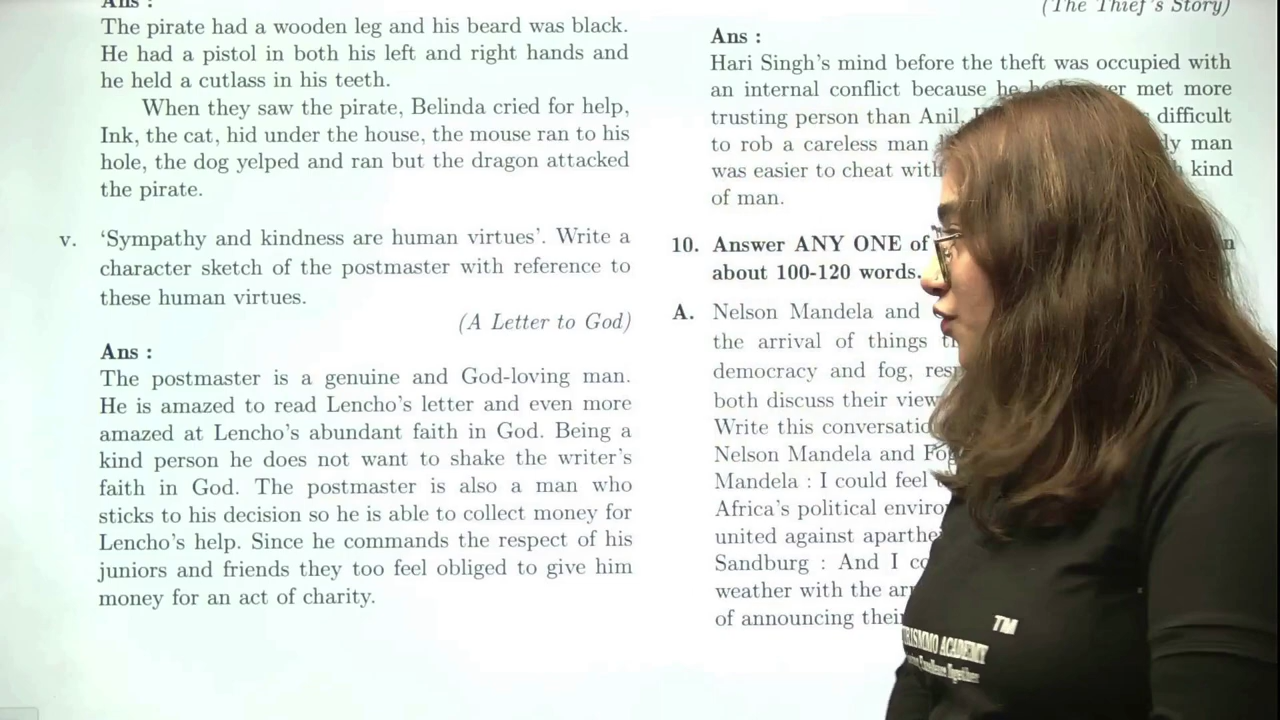 Ans :
The pirate had a wooden leg and his beard was black.
He had a pistol in both his left and right hands and
he held a cutlass in his teeth.
When they saw the pirate, Belinda cried for help,
Ink, the cat, hid under the house, the mouse ran to his
hole, the dog yelped and ran but the dragon attacked
the pirate.
v. ‘Sympathy and kindness are human virtues’. Write a
character sketch of the postmaster with reference to
these human virtues.
(A Letter to God)
Ans :
The postmaster is a genuine and God-loving man.
He is amazed to read Lencho’s letter and even more
amazed at Lencho’s abundant faith in God. Being a
kind person he does not want to shake the writer’s
faith in God. The postmaster is also a man who
sticks to his decision so he is able to collect money for
Lencho’s help. Since he commands the respect of his
juniors and friends they too feel obliged to give him
money for an act of charity.
(The Thief’s Story)
Ans :
Hari Singh’s mind before the theft was occupied with
an internal conflict because he met more
trusting person than Anil. difficult
to rob a careless man man
was easier to cheat kind
of man.
10. Answer ANY ONE of
about 100-120 words.
A. Nelson Mandela and
the arrival of things
democracy and fog,
both discuss their
Write this
Nelson Mandela and
Mandela : I could feel
Africa’s political
united against
Sandburg : And I
weather with the
of announcing
TM
ACADEMY